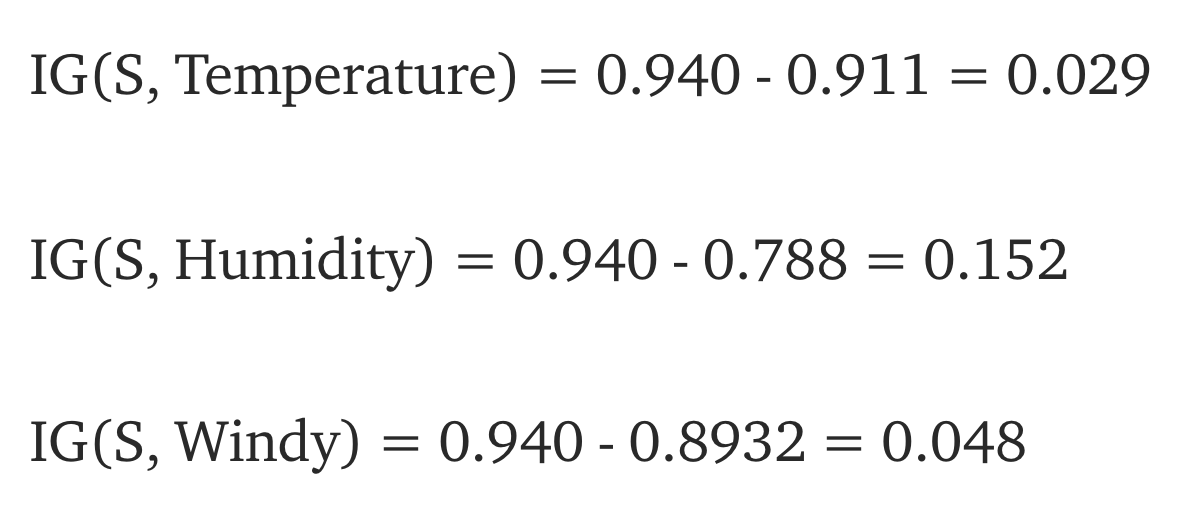 IG(S, Temperature) = 0.940 - 0.911 = 0.029
IG(S, Humidity) = 0.940 - 0.788 = 0.152
IG(S, Windy) = 0.940 - 0.8932 = 0.048